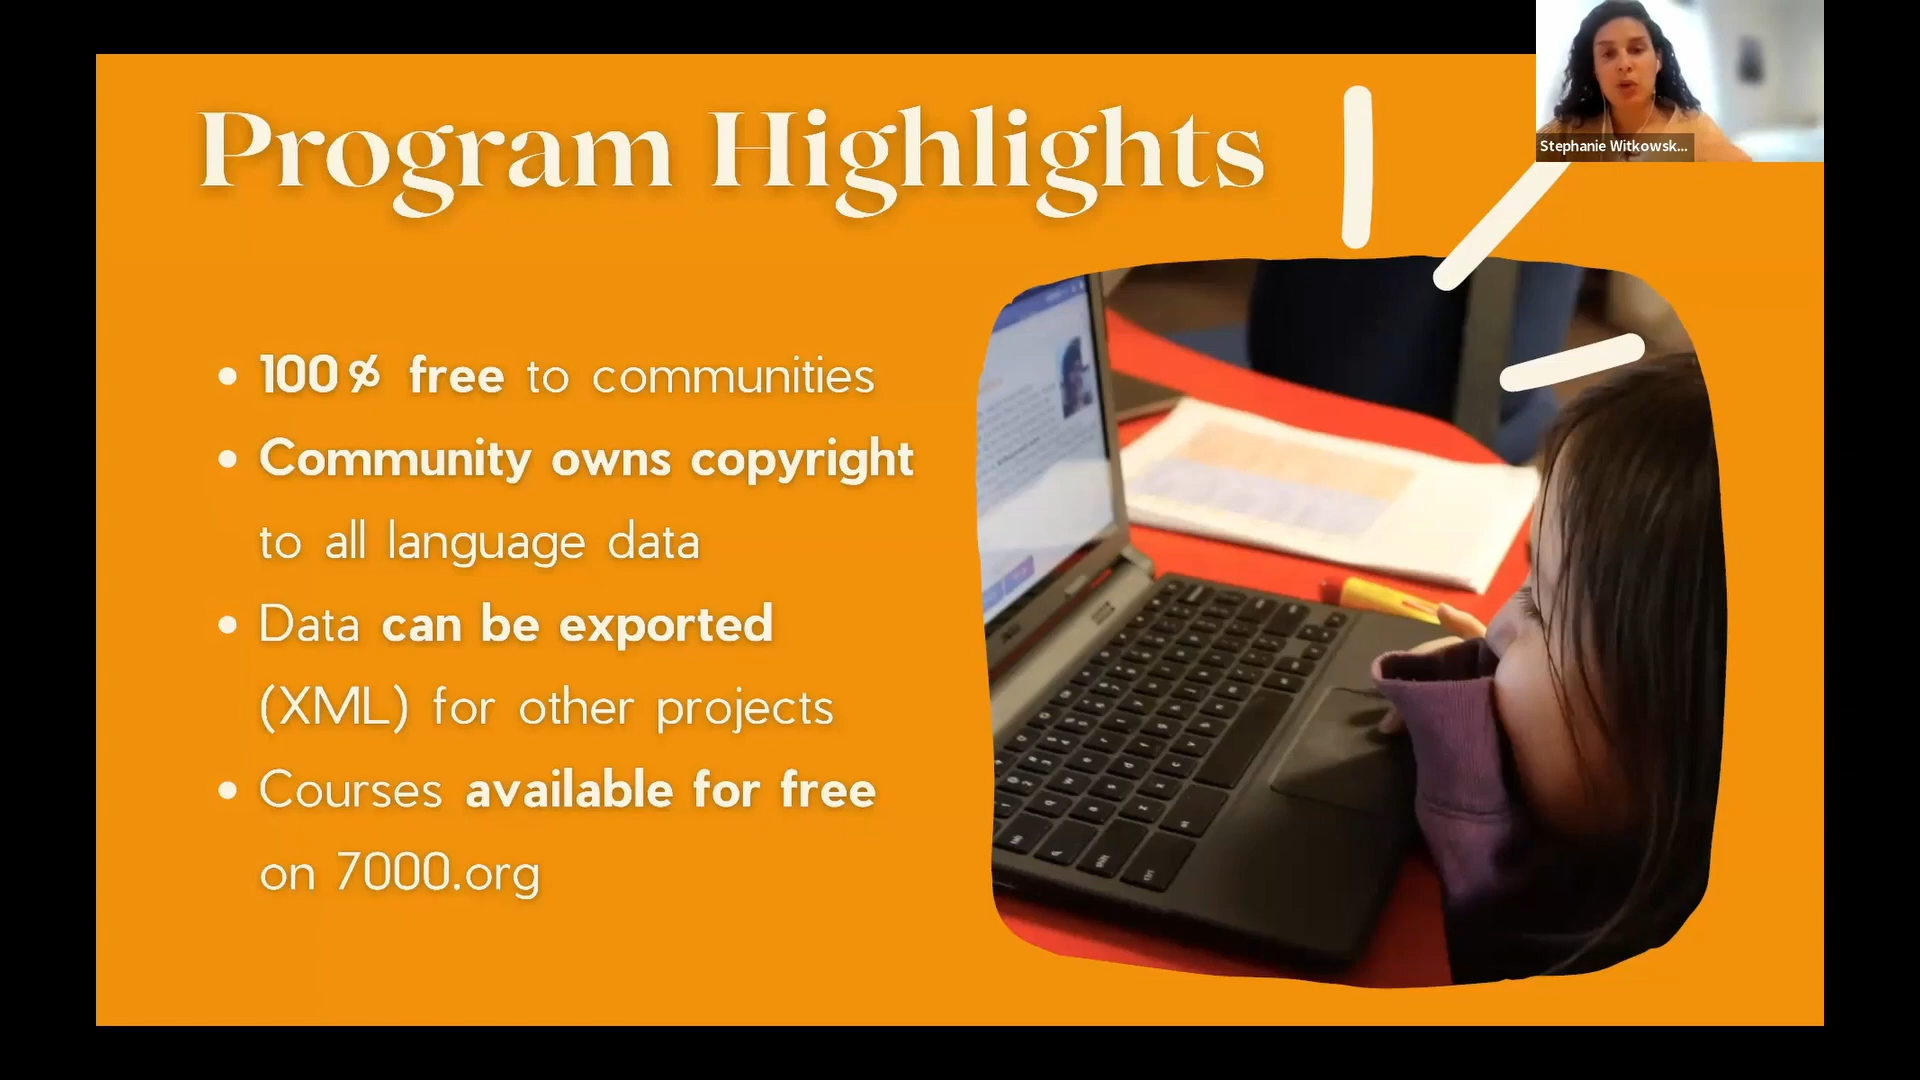 Program Highlights
Stephanie Witkowsk...
• 100% free to communities
• Community owns copyright
to all language data
• Data can be exported
(XML) for other projects
• Courses available for free
on 7000.org